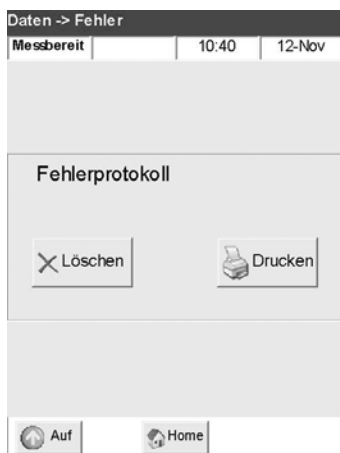 Daten -> Fehler
Messbereit 10:40 12-Nov
Fehlerprotokoll
Löschen Drucken
Auf Home